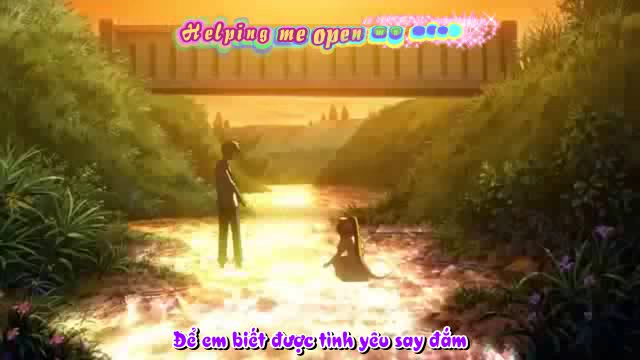 Helping me open
Để em biết được tình yêu say đắm